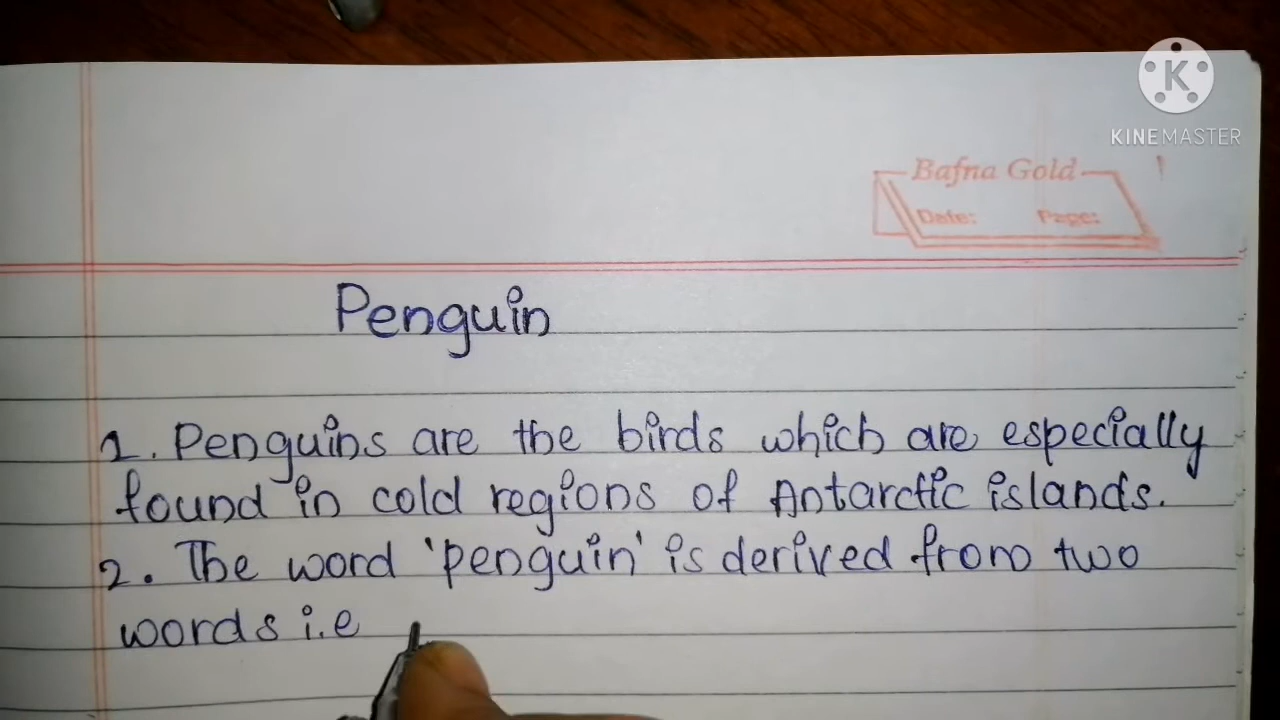 KINEMASTER
Bafna Gold
Date: Page:
Penguin
1. Penguins are the birds which are especially
found in cold regions of Antarctic islands.
2. The word 'penguin' is derived from two
words i.e